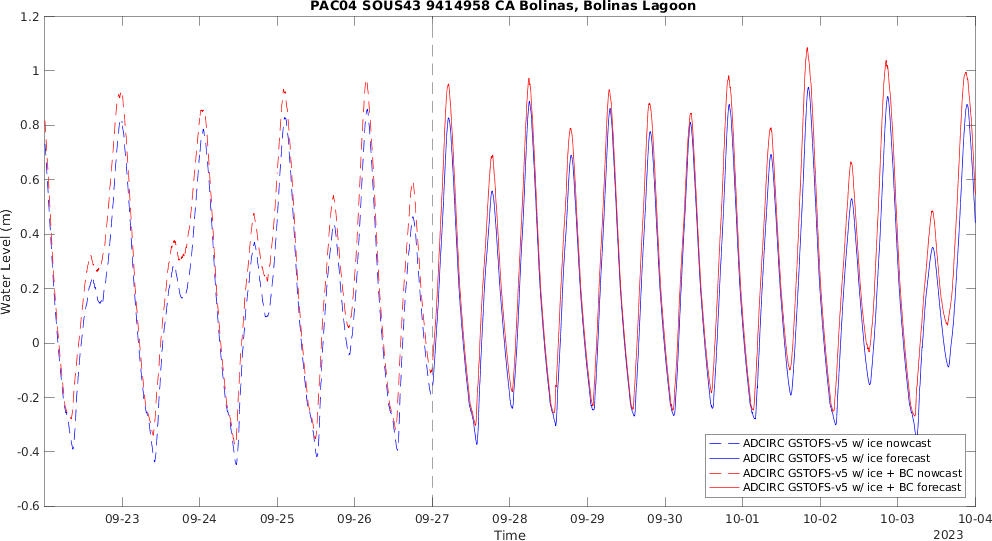 PAC04 SOUS43 9414958 CA Bolinas, Bolinas Lagoon
1.2
1
0.8
0.6
0.4
0.2
0
-0.2
-0.4
-0.6
Water Level (m)
ADCIRC GSTOFS-v5 w/ ice nowcast
ADCIRC GSTOFS-v5 w/ ice forecast
ADCIRC GSTOFS-v5 w/ ice + BC nowcast
ADCIRC GSTOFS-v5 w/ ice + BC forecast
09-23 09-24 09-25 09-26 09-27 09-28 09-29 09-30 10-01 10-02 10-03 10-04
Time
2023